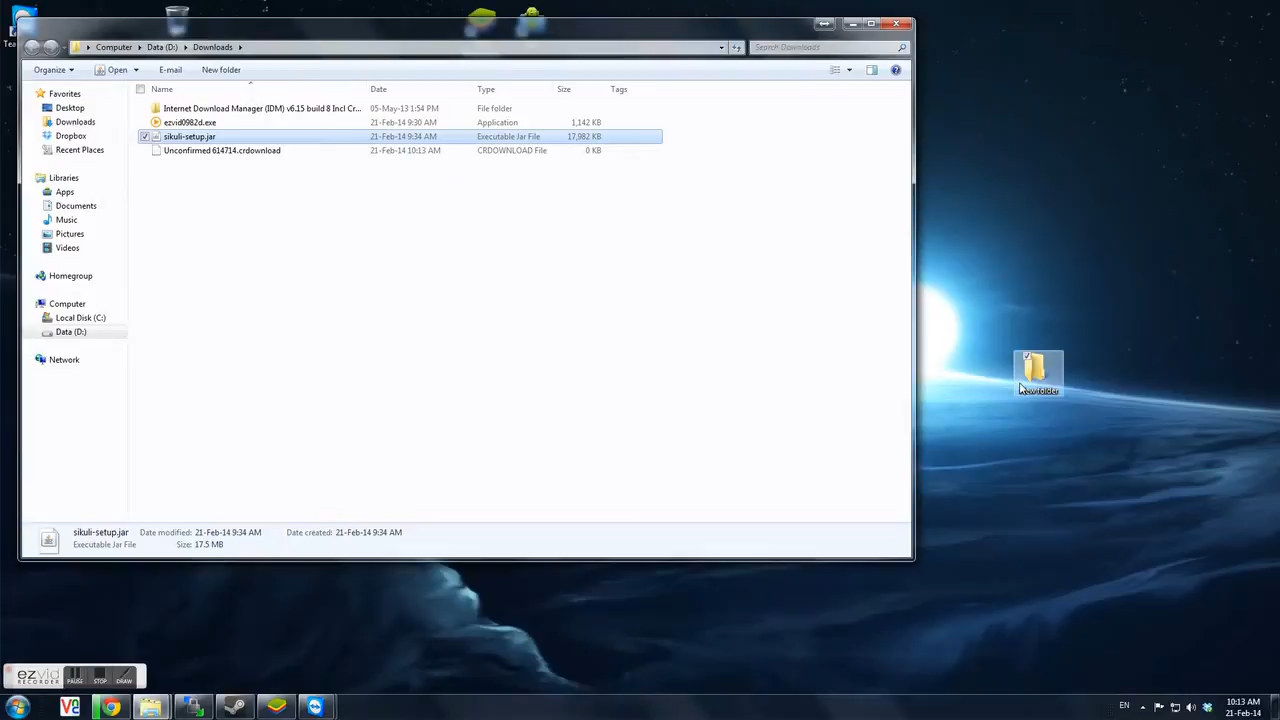 Tea
Computer Data (D:) Downloads
Search Downloads
Organize Open E-mail New folder
Name Date Type Size Tags
Favorites
Desktop
Downloads
Dropbox
Recent Places
Libraries
Apps
Documents
Music
Pictures
Videos
Homegroup
Computer
Local Disk (C:)
Data (D:)
Network
Internet Download Manager (IDM) v6.15 build 8 Incl Cr... 05-May-13 1:54 PM File folder
ezvid0982d.exe 21-Feb-14 9:30 AM Application 1,142 KB
sikuli-setup.jar 21-Feb-14 9:34 AM Executable Jar File 17,982 KB
Unconfirmed 614714.crdownload 21-Feb-14 10:13 AM CRDOWNLOAD File 0 KB
New folder
sikuli-setup.jar Date modified: 21-Feb-14 9:34 AM Date created: 21-Feb-14 9:34 AM
Executable Jar File Size: 17.5 MB
ezvid
RECORDER
PAUSE STOP DRAW
EN
10:13 AM
21-Feb-14